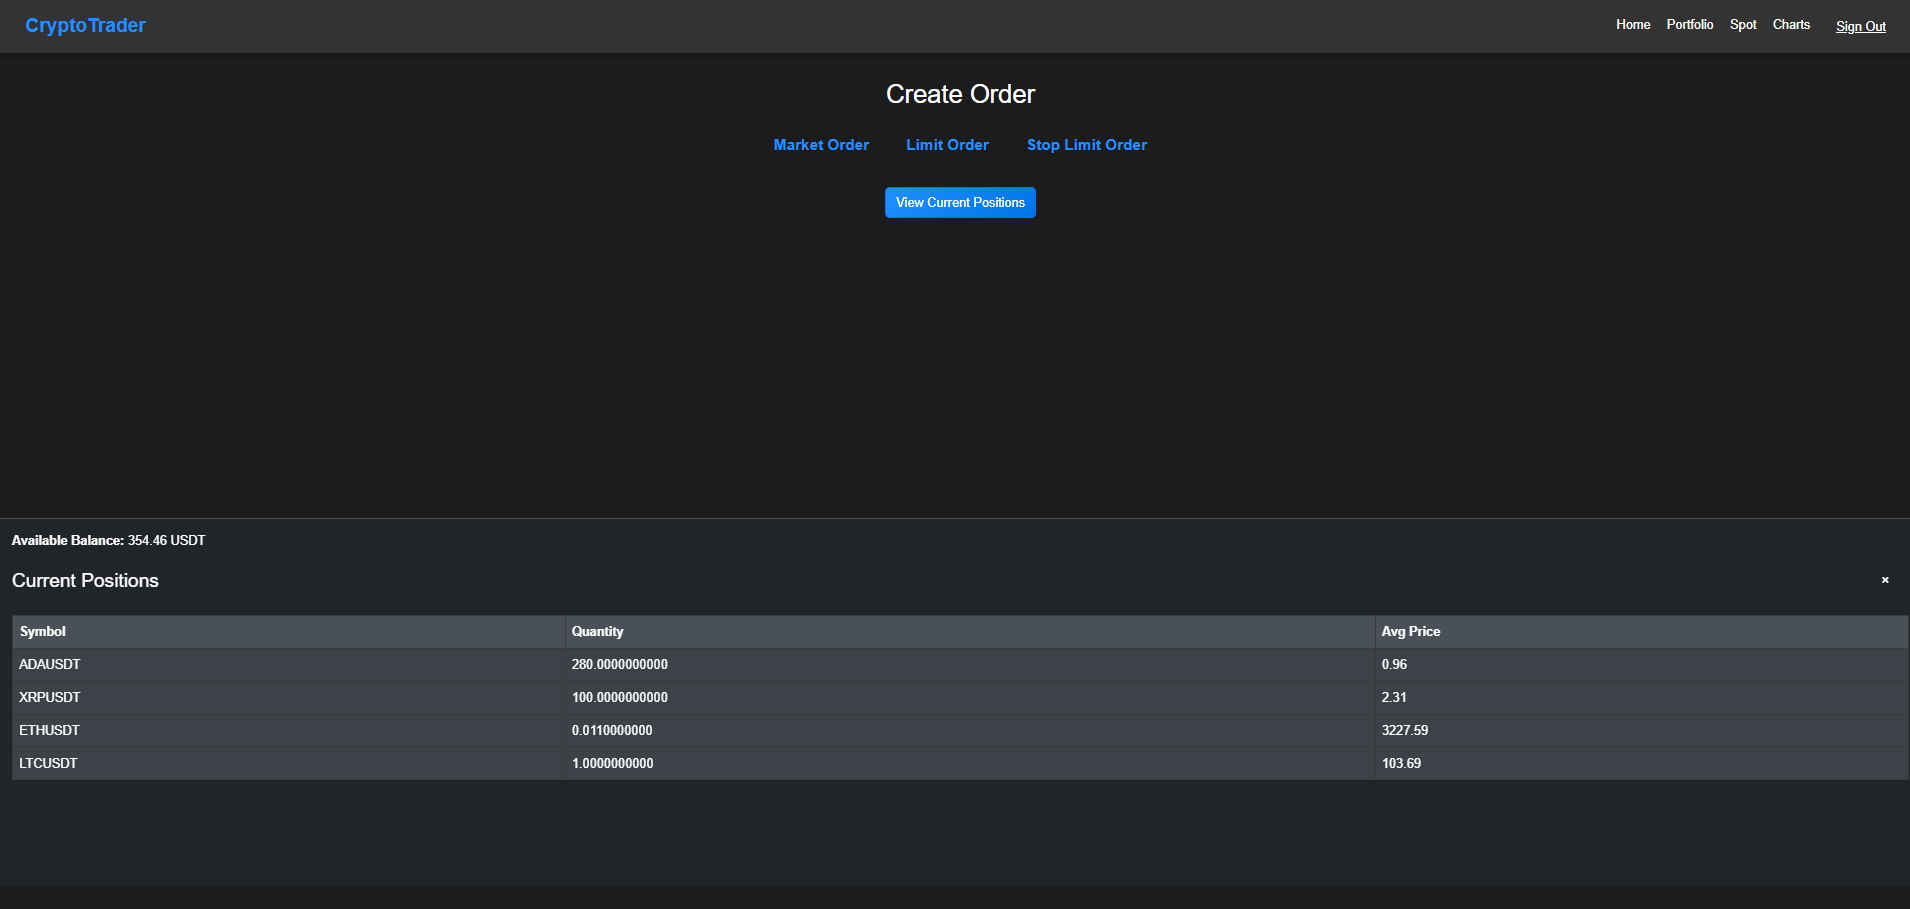 CryptoTrader
Home Portfolio Spot Charts Sign Out
Create Order
Market Order Limit Order Stop Limit Order
View Current Positions
Available Balance: 354.46 USDT
Current Positions ×
Symbol Quantity Avg Price
ADAUSDT 280.0000000000 0.96
XRPUSDT 100.0000000000 2.31
ETHUSDT 0.0110000000 3227.59
LTCUSDT 1.0000000000 103.69